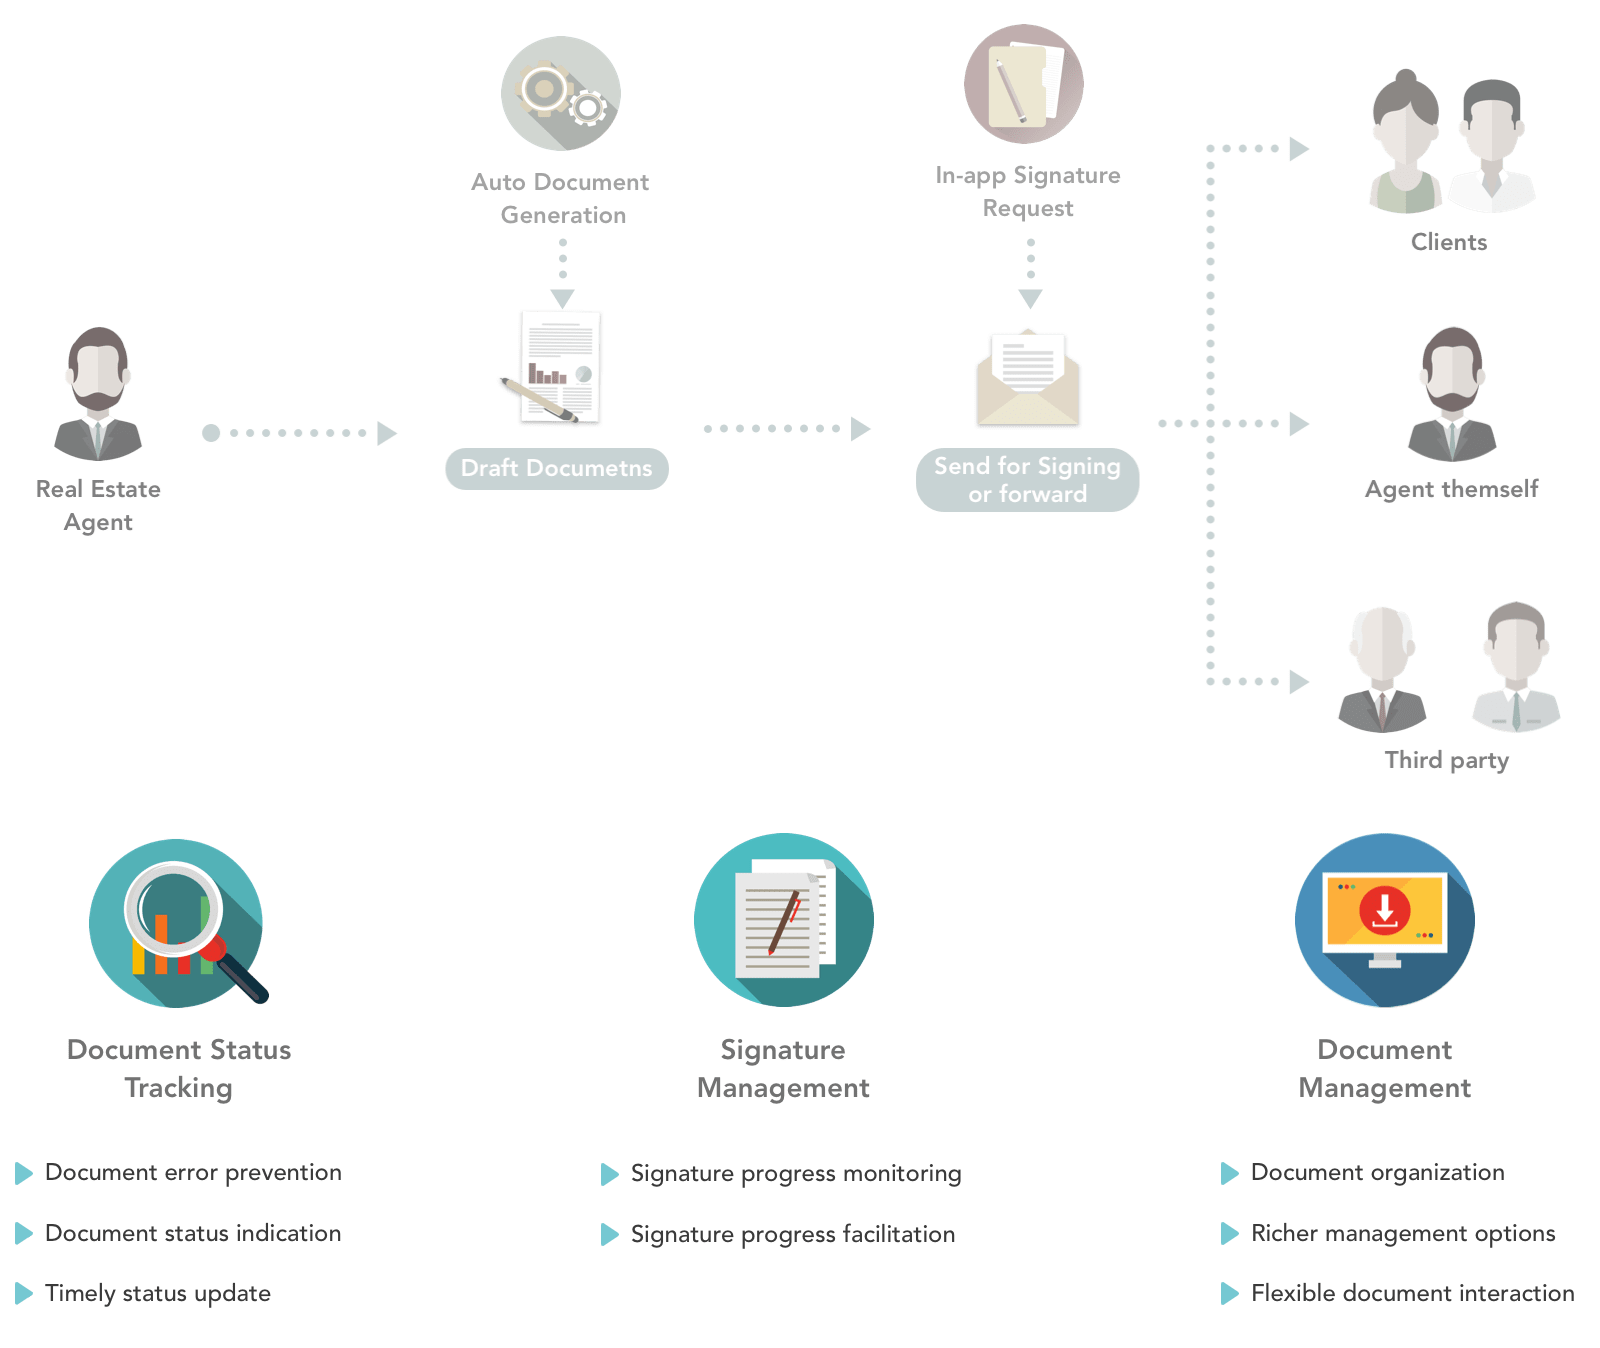 Auto Document
Generation
In-app Signature
Request
Clients
Real Estate
Agent
Draft Documetns
Send for Signing
or forward
Agent themself
Third party
Document Status
Tracking
Document error prevention
Document status indication
Timely status update
Signature
Management
Signature progress monitoring
Signature progress facilitation
Document
Management
Document organization
Richer management options
Flexible document interaction